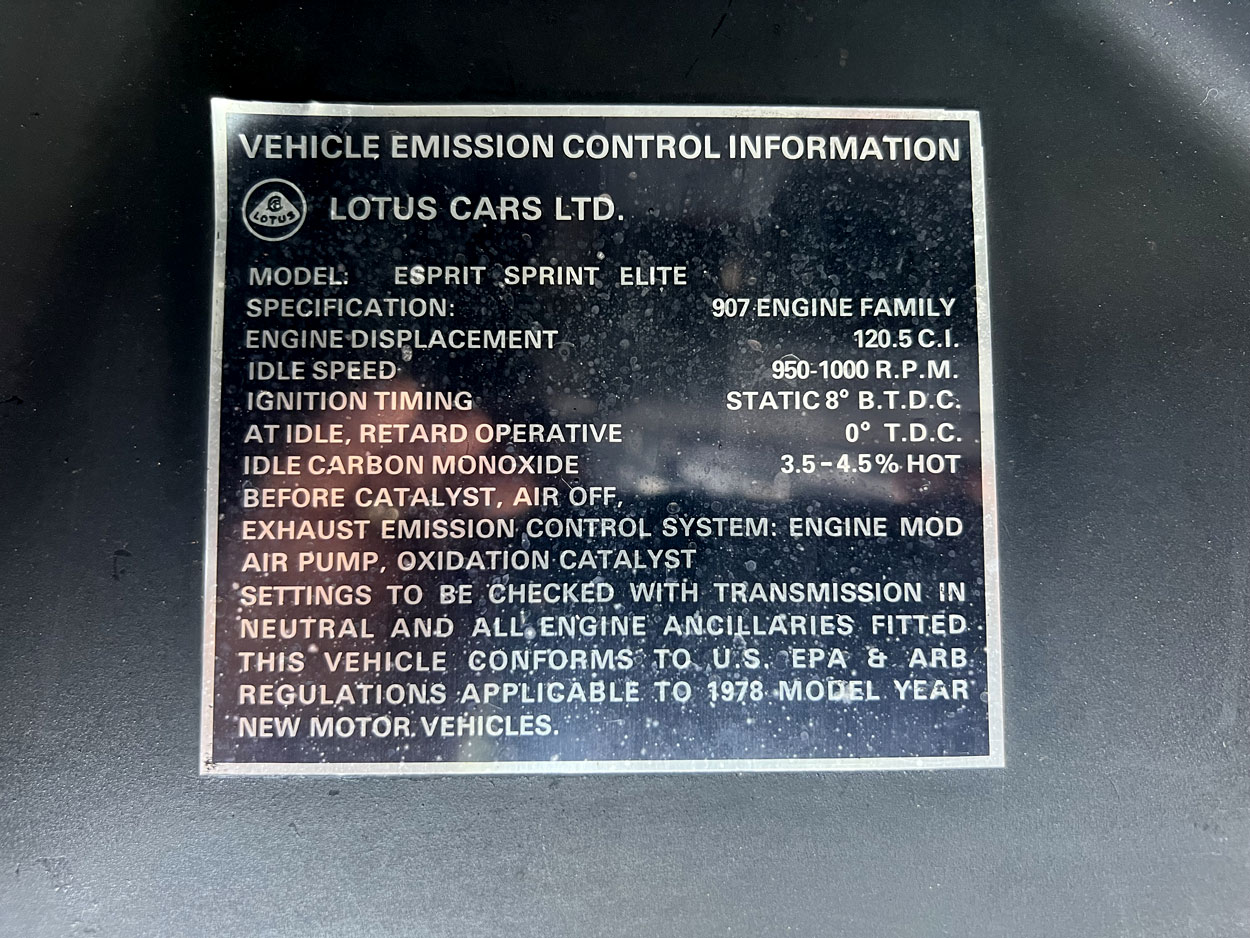 VEHICLE EMISSION CONTROL INFORMATION
LOTUS
LOTUS CARS LTD.
MODEL: ESPRIT SPRINT ELITE
SPECIFICATION: 907 ENGINE FAMILY
ENGINE DISPLACEMENT 120.5 C.I.
IDLE SPEED 950-1000 R.P.M.
IGNITION TIMING STATIC 8° B.T.D.C.
AT IDLE, RETARD OPERATIVE 0° T.D.C.
IDLE CARBON MONOXIDE 3.5-4.5% HOT
BEFORE CATALYST, AIR OFF,
EXHAUST EMISSION CONTROL SYSTEM: ENGINE MOD
AIR PUMP, OXIDATION CATALYST
SETTINGS TO BE CHECKED WITH TRANSMISSION IN
NEUTRAL AND ALL ENGINE ANCILLARIES FITTED
THIS VEHICLE CONFORMS TO U.S. EPA & ARB
REGULATIONS APPLICABLE TO 1978 MODEL YEAR
NEW MOTOR VEHICLES.